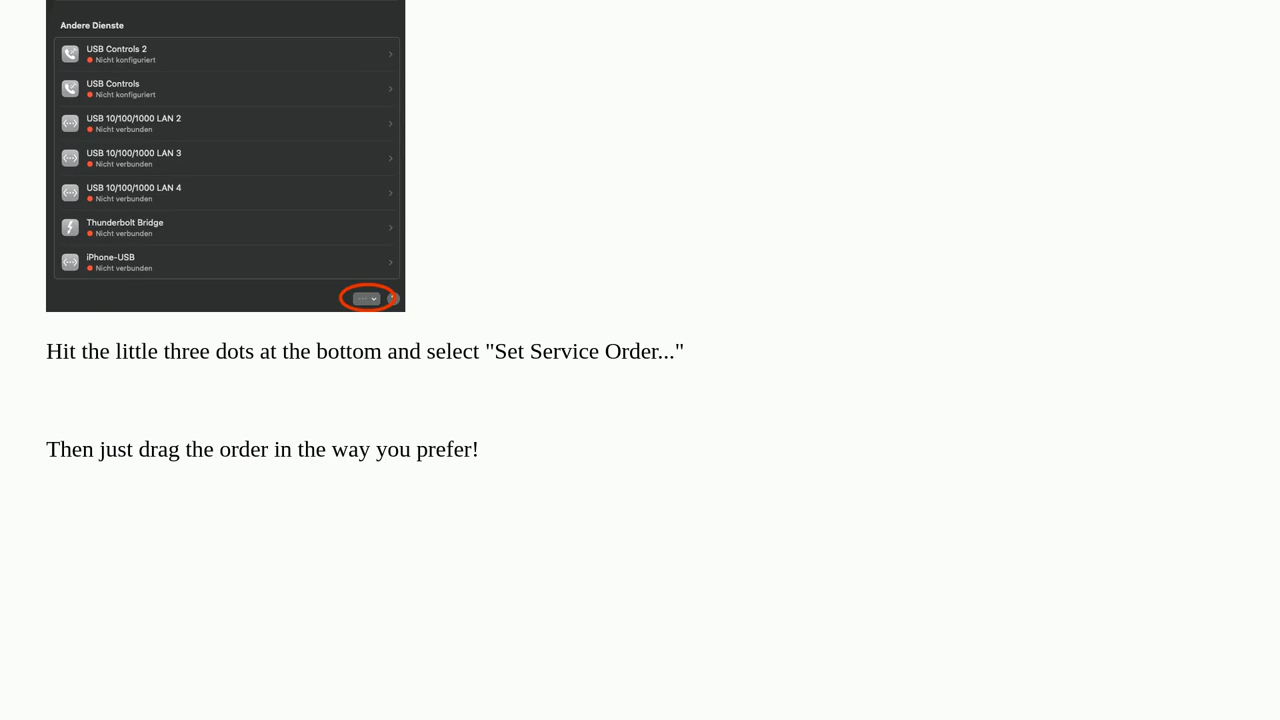 Andere Dienste
USB Controls 2
Nicht konfiguriert
USB Controls
Nicht konfiguriert
USB 10/100/1000 LAN 2
Nicht verbunden
USB 10/100/1000 LAN 3
Nicht verbunden
USB 10/100/1000 LAN 4
Nicht verbunden
Thunderbolt Bridge
Nicht verbunden
iPhone-USB
Nicht verbunden
Hit the little three dots at the bottom and select "Set Service Order..."
Then just drag the order in the way you prefer!